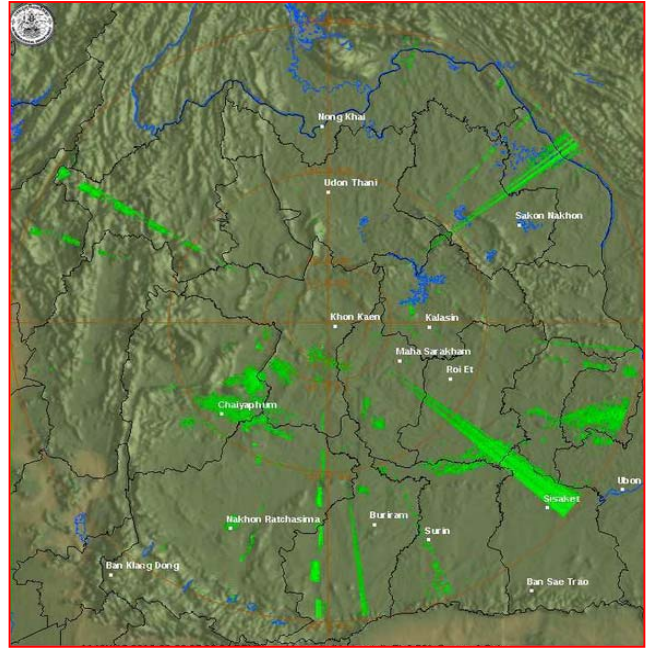 Nong Khai
Udon Thani
Sakon Nakhon
Khon Kaen
Kalasin
Maha Sarakham
Roi Et
Chaiyaphum
Ubon
Sisaket
Nakhon Ratchasima
Buriram
Surin
Ban Klang Dong
Ban Sae Trao